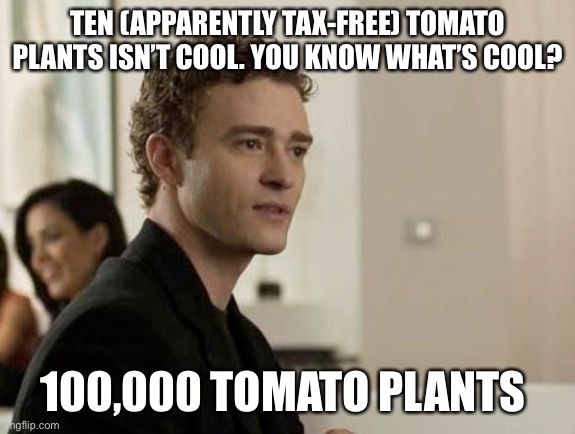 TEN (APPARENTLY TAX-FREE) TOMATO
PLANTS ISN'T COOL. YOU KNOW WHAT'S COOL?
100,000 TOMATO PLANTS
imgflip.com